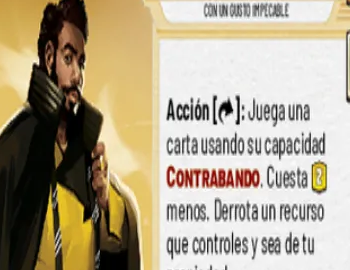 CON UN GUSTO IMPECABLE
Acción [↷]: Juega una
carta usando su capacidad
CONTRABANDO. Cuesta 2
menos. Derrota un recurso
que controles y sea de tu